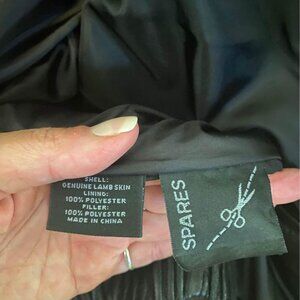 SHELL:
GENUINE LAMB SKIN
LINING:
100% POLYESTER
FILLER:
100% POLYESTER
MADE IN CHINA
SPARES